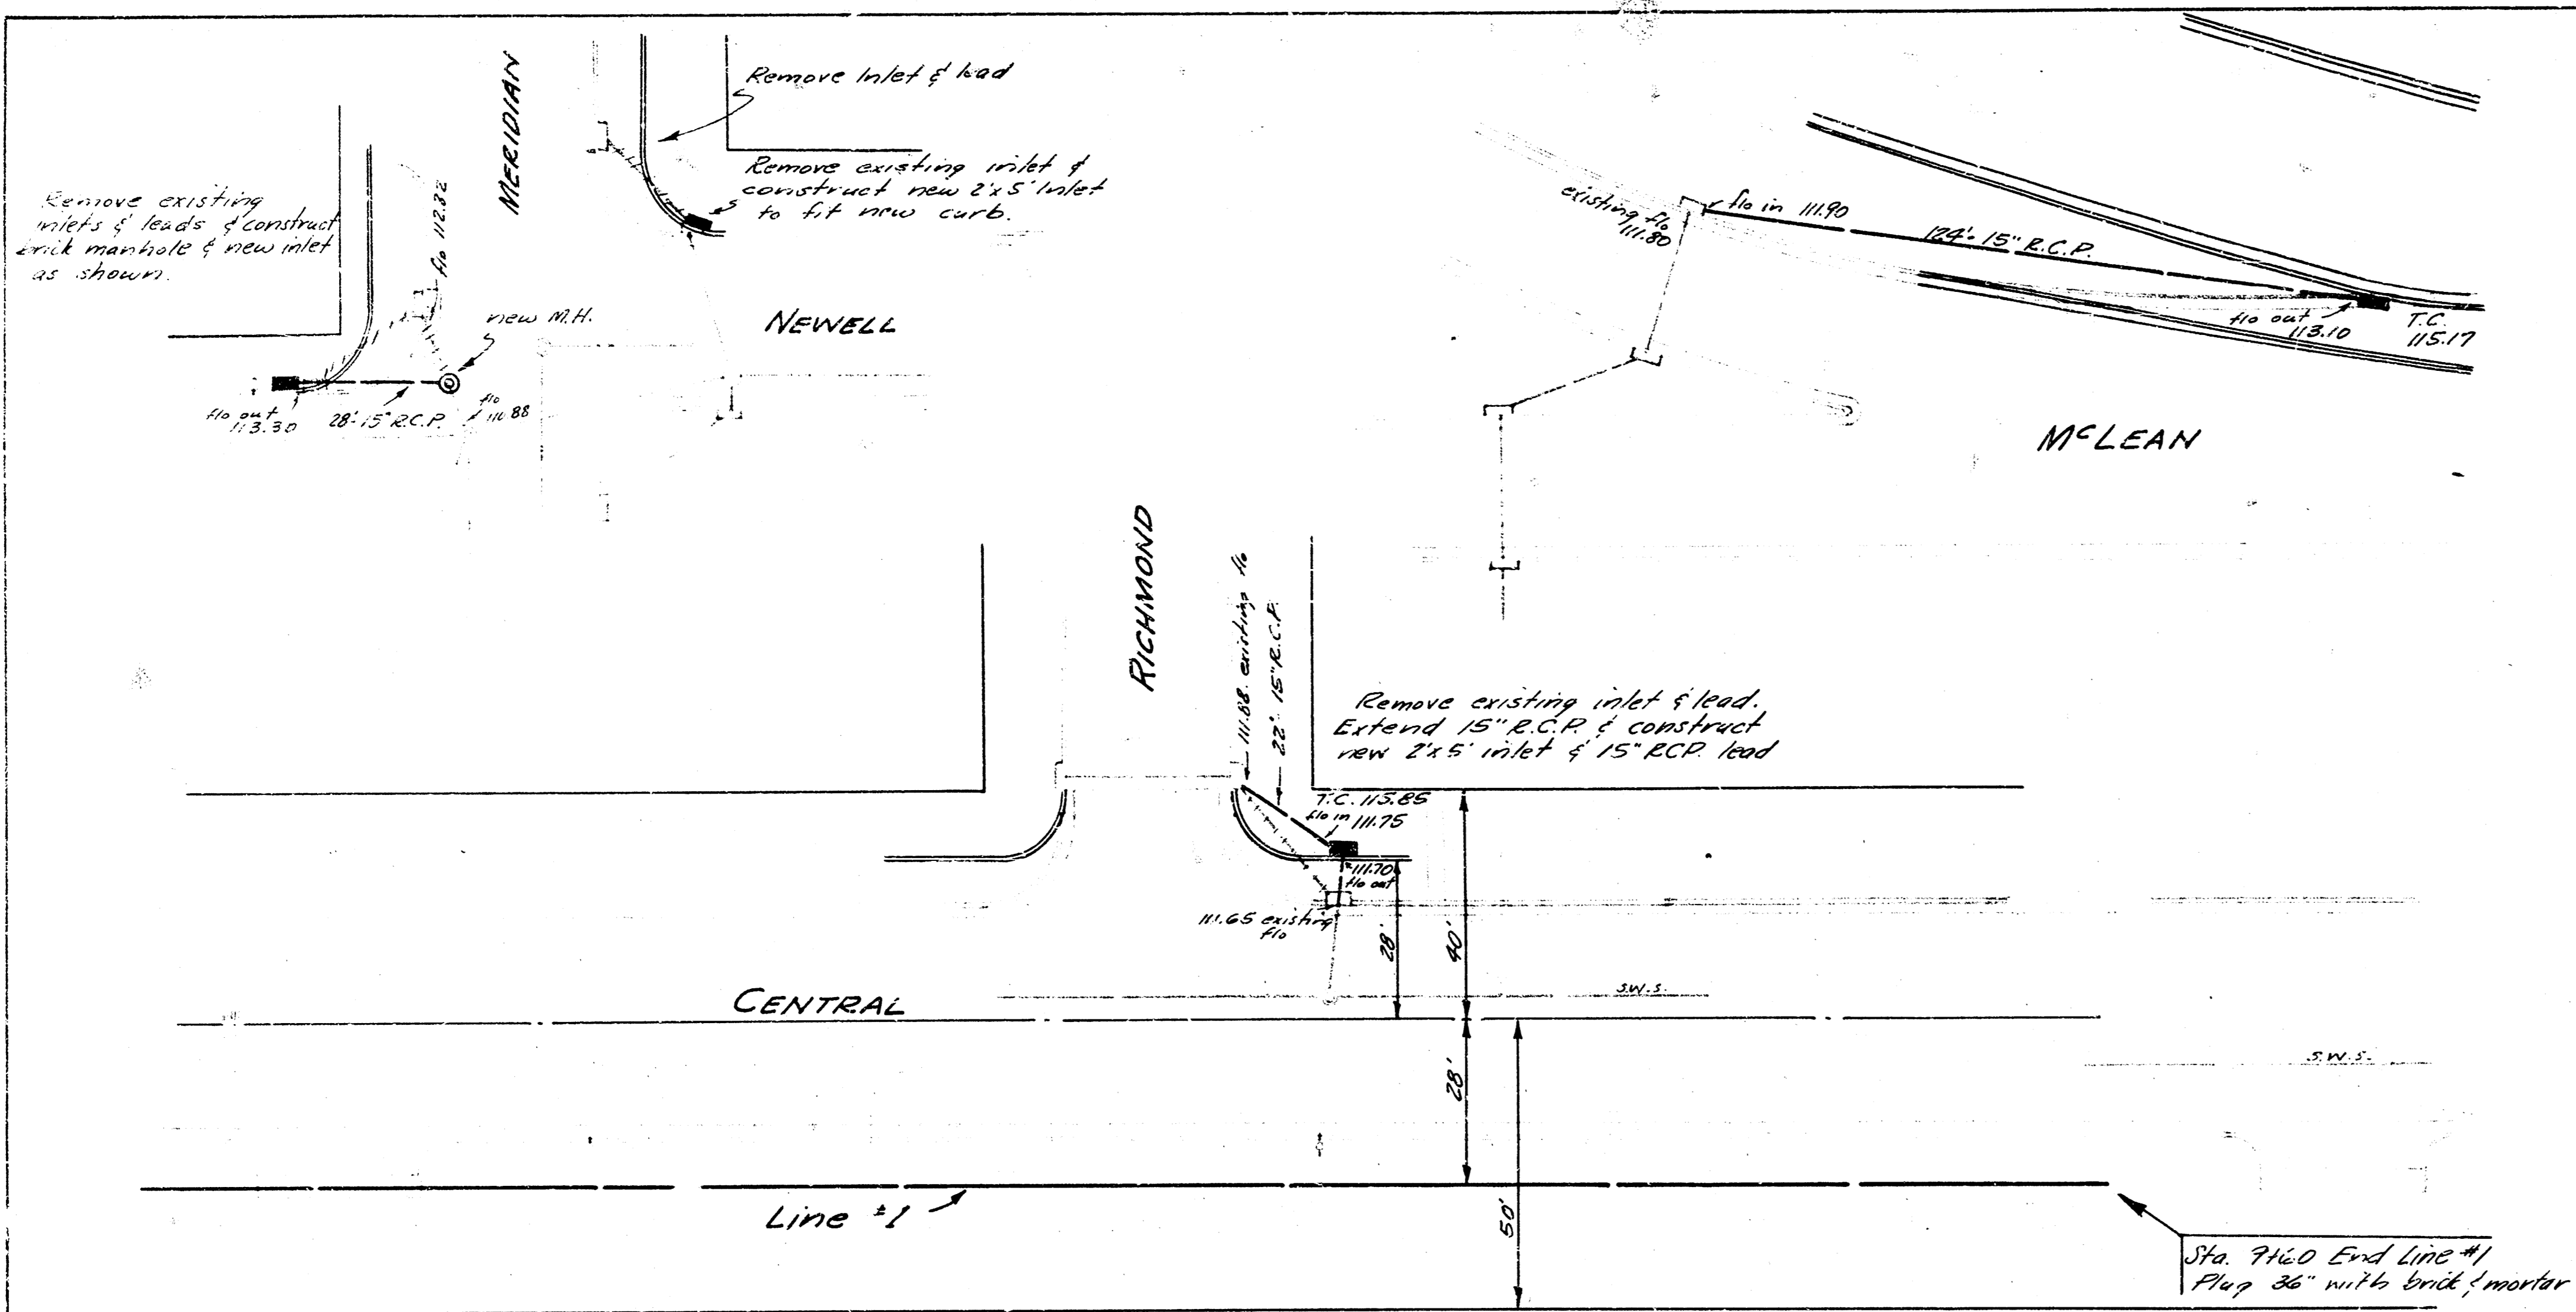 MERIDIAN
Remove Inlet & lead
Remove existing inlet &
construct new 2'x5' Inlet
to fit new curb.
Remove existing
inlets & leads & construct
brick manhole & new inlet
as shown.
flo 112.32
new M.H.
NEWELL
flo out
113.30
28'-15" R.C.P.
flo
existing flo
111.80
flo in 111.90
124'-15" R.C.P.
flo out
113.10
T.C.
115.17
McLEAN
RICHMOND
111.88 existing flo
22'-15" R.C.P.
Remove existing inlet & lead.
Extend 15" R.C.P. & construct
new 2'x5' inlet & 15" RCP. lead
T.C. 115.85
flo in 111.75
111.70
flo out
111.65 existing
flo
28'
40'
CENTRAL
S.W.S.
S.W.S.
28'
50'
Line #1
Sta. End Line #1
Plug 36" with brick & mortar